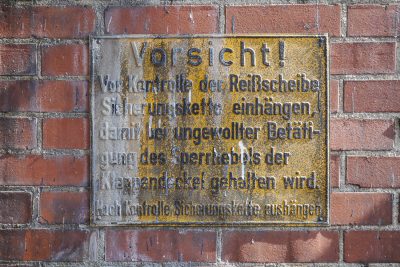 Vorsicht!
Vor Kontrolle der Reißscheibe
Sicherungskette einhängen,
damit bei ungewollter Betäti-
gung des Sperrhebels der
Klappendeckel gehalten wird.
Nach Kontrolle Sicherungskette aushängen.